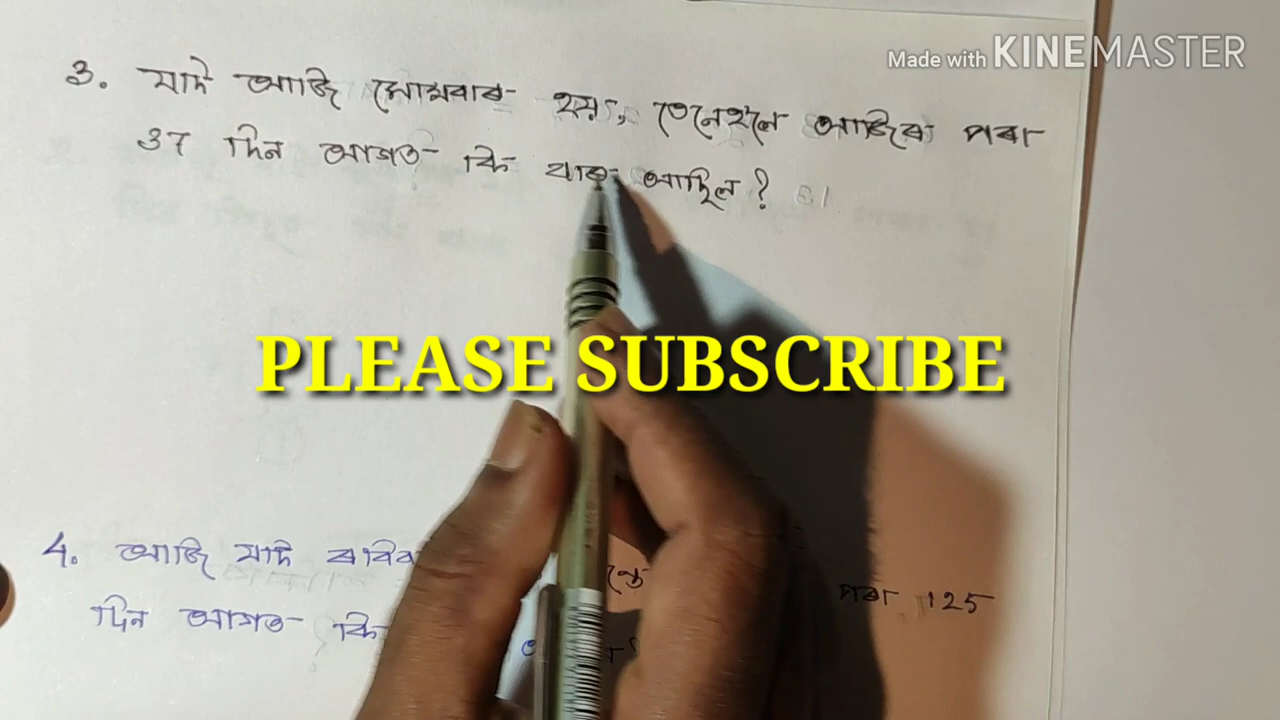 Made with KINEMASTER
3. যদি আজি সোমবাৰ হয়, তেনেহলে আজিৰ পৰা
37 দিন আগত কি বাৰ আছিল?
PLEASE SUBSCRIBE
4. আজি যদি পৰা 125
দিন আগত কি